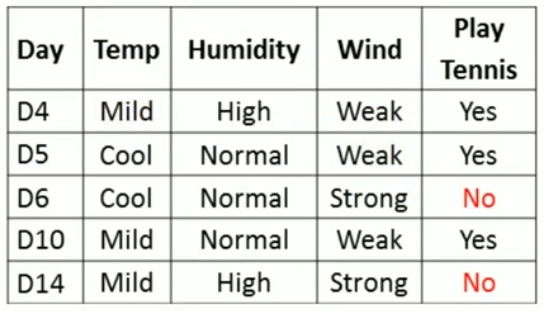 Day Temp Humidity Wind Play Tennis
D4 Mild High Weak Yes
D5 Cool Normal Weak Yes
D6 Cool Normal Strong No
D10 Mild Normal Weak Yes
D14 Mild High Strong No